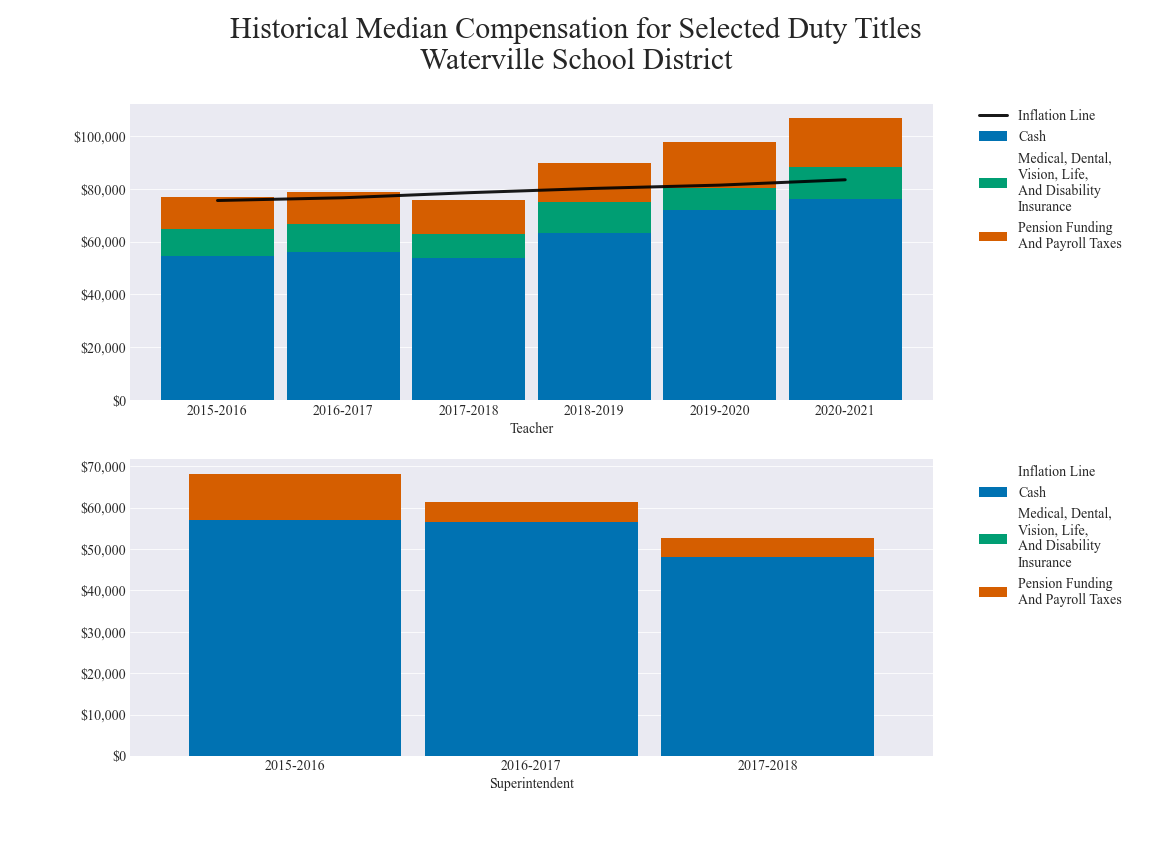 Historical Median Compensation for Selected Duty Titles
Waterville School District
$100,000
$80,000
$60,000
$40,000
$20,000
$0
2015-2016
2016-2017
2017-2018
2018-2019
2019-2020
2020-2021
Teacher
Inflation Line
Cash
Medical, Dental,
Vision, Life,
And Disability
Insurance
Pension Funding
And Payroll Taxes
$70,000
$60,000
$50,000
$40,000
$30,000
$20,000
$10,000
$0
2015-2016
2016-2017
2017-2018
Superintendent
Inflation Line
Cash
Medical, Dental,
Vision, Life,
And Disability
Insurance
Pension Funding
And Payroll Taxes